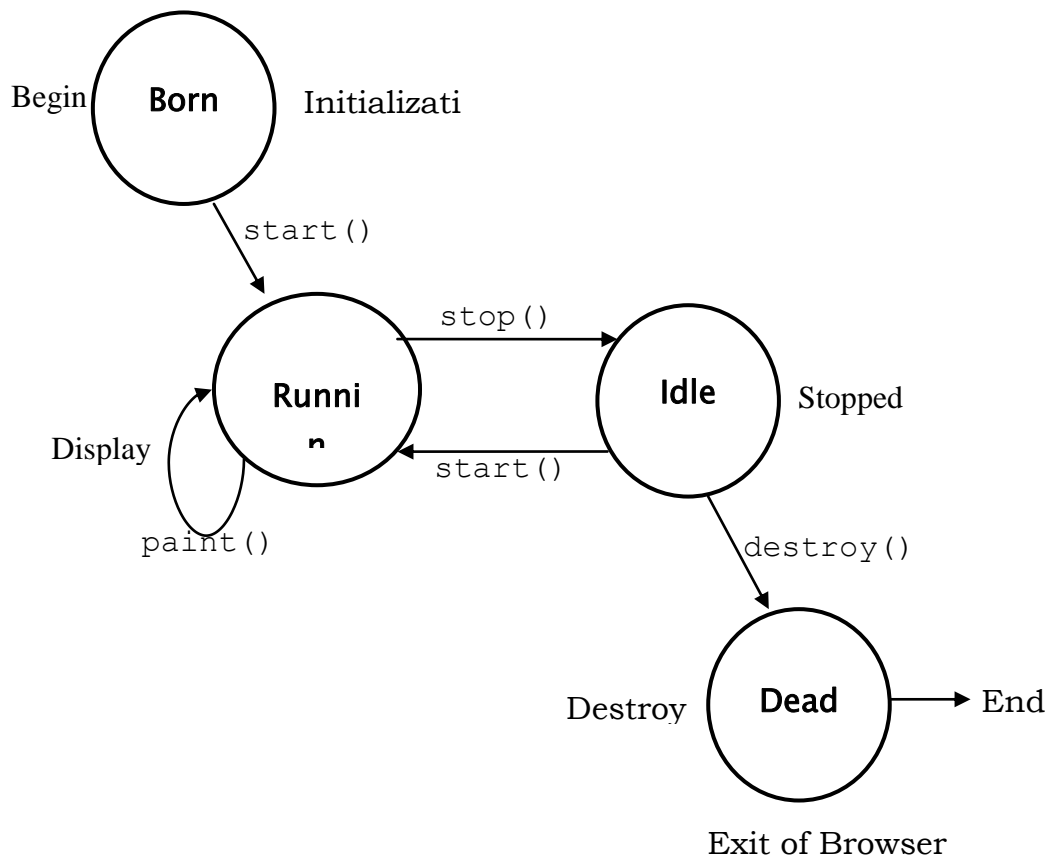 Begin
Born
Initializati
start()
stop()
Runni
n
Idle
Stopped
Display
start()
paint()
destroy()
Destroy
Dead
End
Exit of Browser